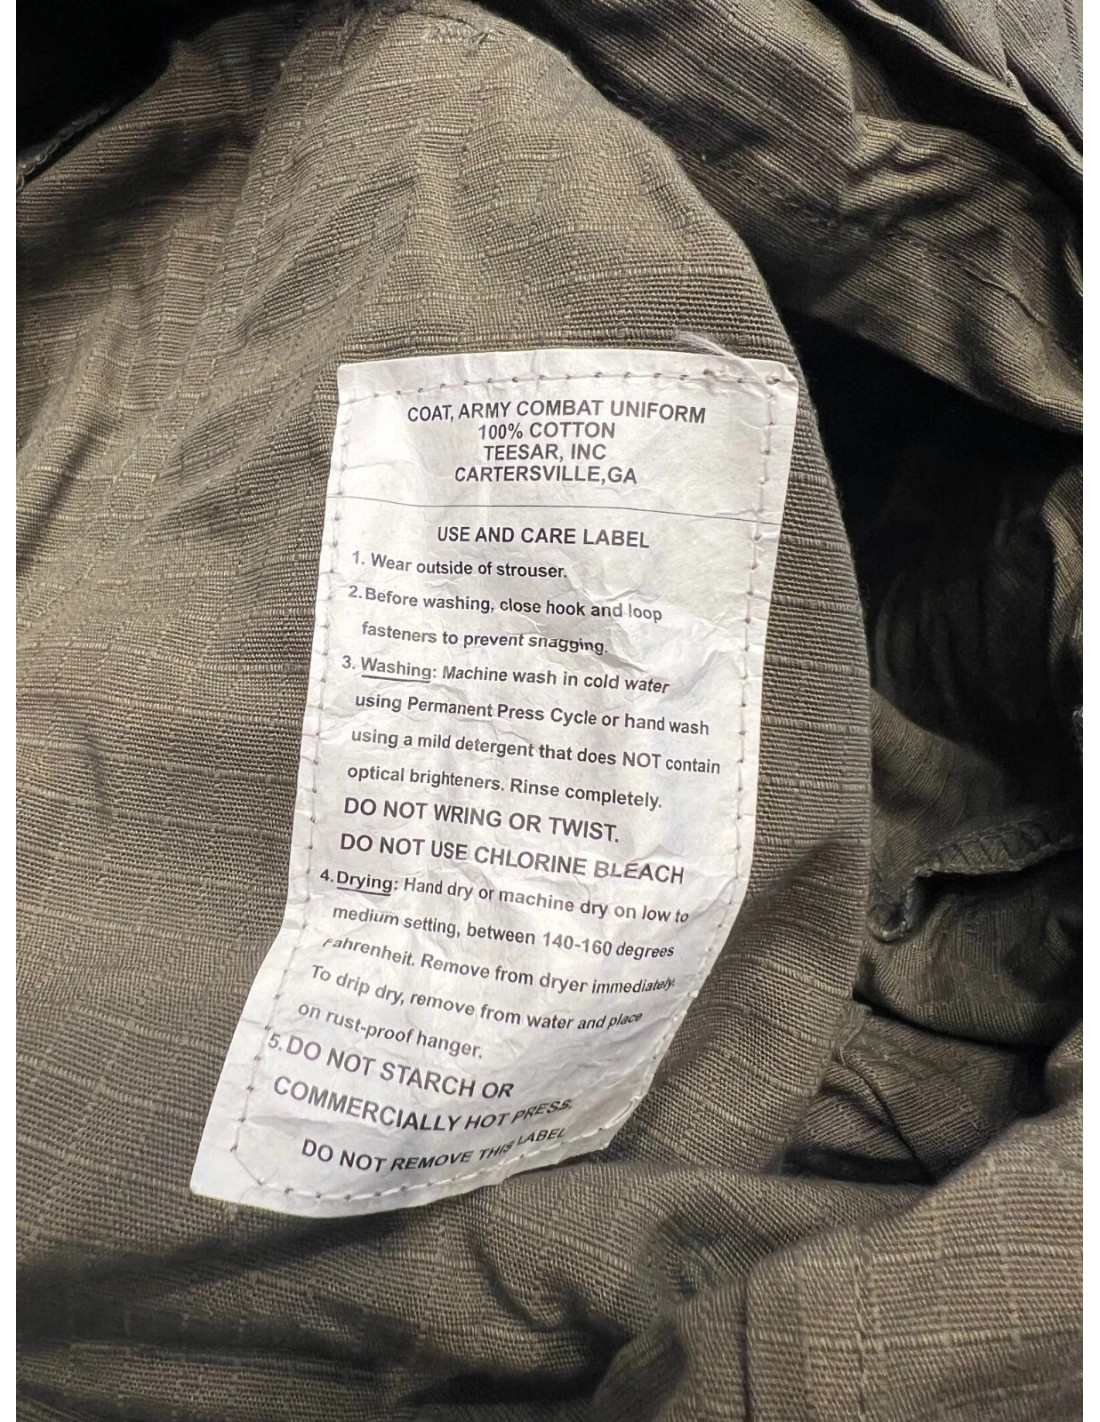 COAT, ARMY COMBAT UNIFORM
100% COTTON
TEESAR, INC
CARTERSVILLE,GA
USE AND CARE LABEL
1. Wear outside of strouser.
2.Before washing, close hook and loop
fasteners to prevent snagging.
3. Washing: Machine wash in cold water
using Permanent Press Cycle or hand wash
using a mild detergent that does NOT contain
optical brighteners. Rinse completely.
DO NOT WRING OR TWIST.
DO NOT USE CHLORINE BLEACH
4.Drying: Hand dry or machine dry on low to
medium setting, between 140-160 degrees
Fahrenheit. Remove from dryer immediately.
To drip dry, remove from water and place
on rust-proof hanger.
5.DO NOT STARCH OR
COMMERCIALLY HOT PRESS.
DO NOT REMOVE THIS LABEL